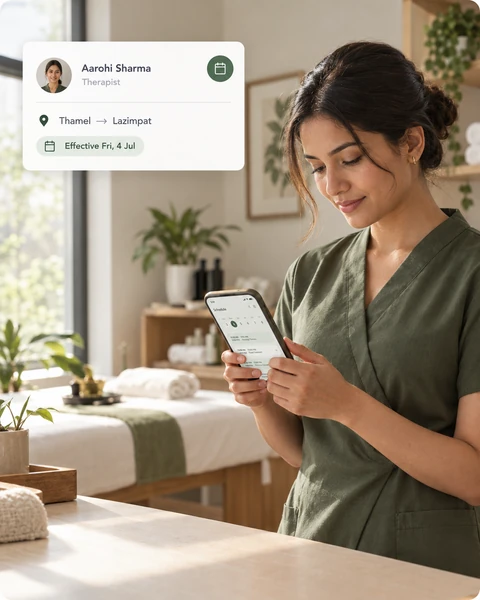 Aarohi Sharma
Therapist
Thamel → Lazimpat
Effective Fri, 4 Jul